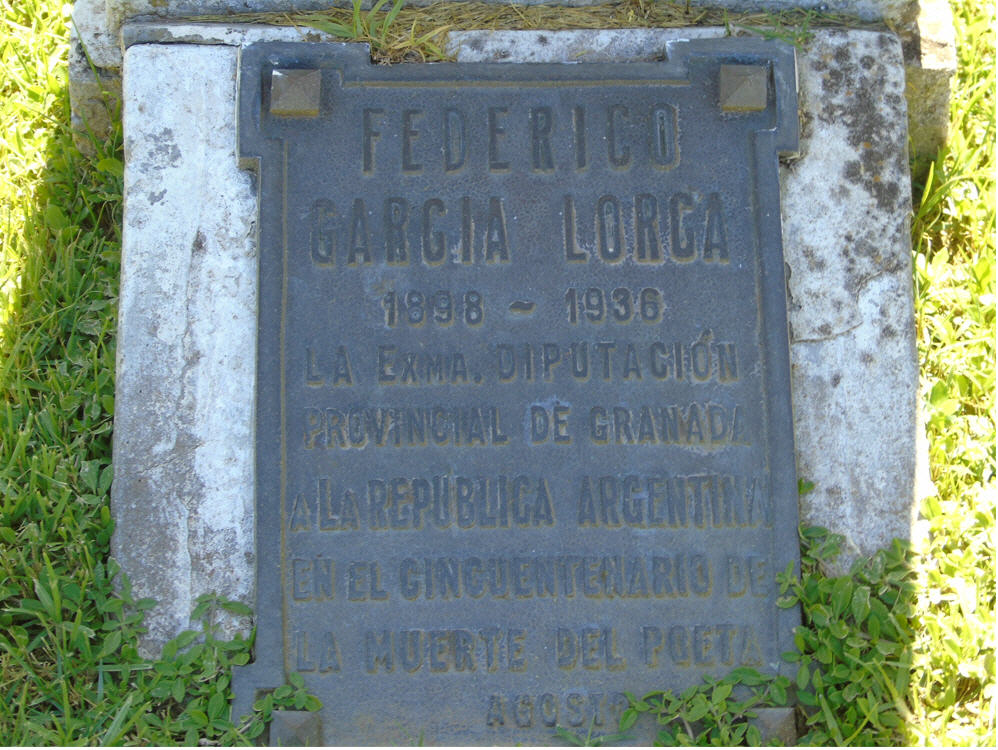 FEDERICO
GARCIA LORCA
1898 ~ 1936
LA EXMA. DIPUTACIÓN
PROVINCIAL DE GRANADA
A LA REPUBLICA ARGENTINA
EN EL CINCUENTENARIO DE
LA MUERTE DEL POETA